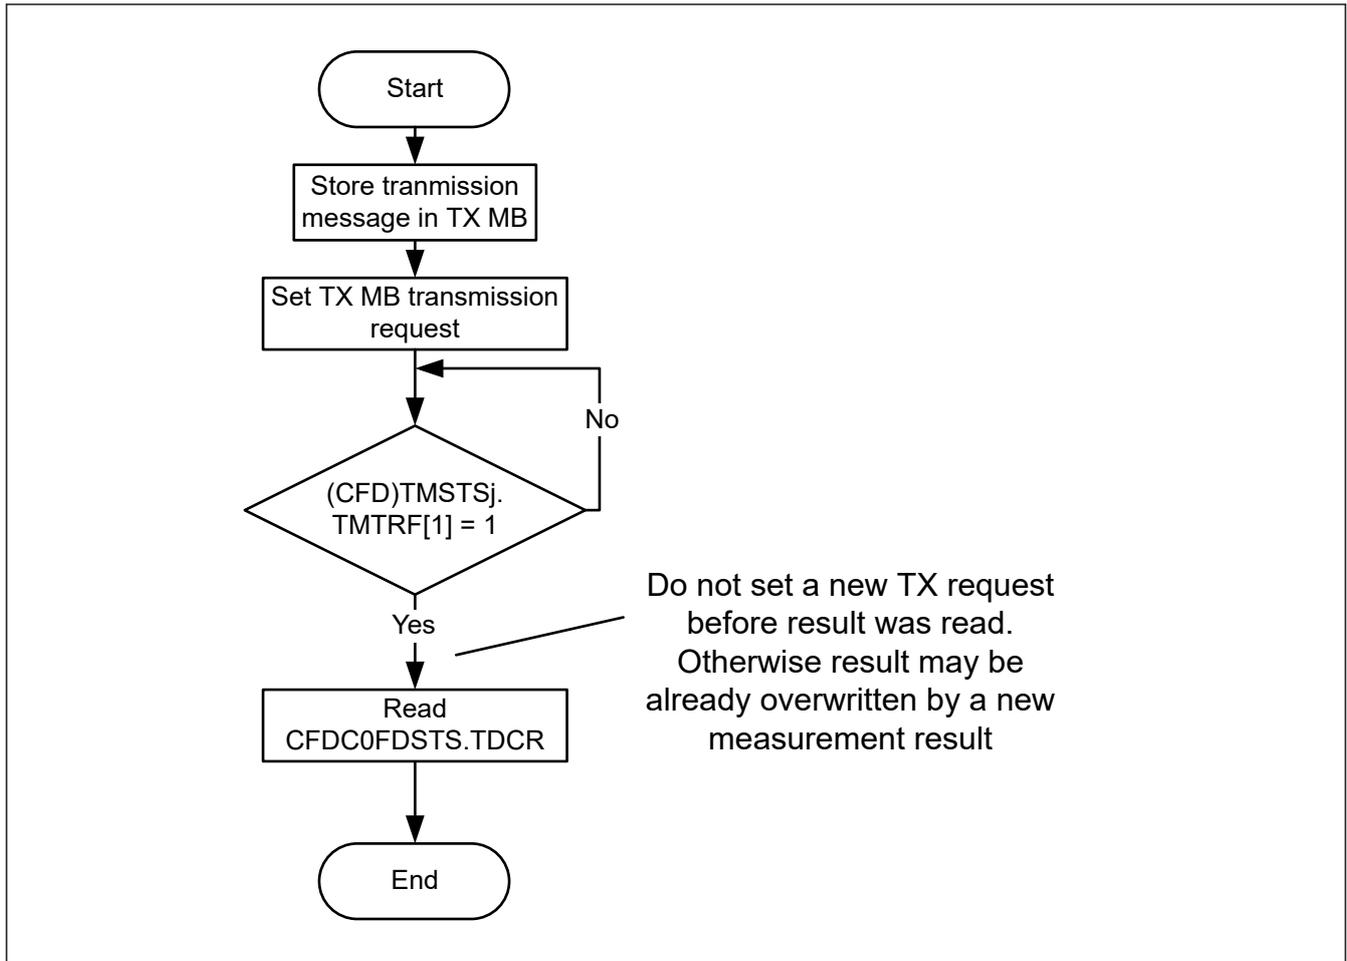 Start
Store tranmission
message in TX MB
Set TX MB transmission
request
No
(CFD)TMSTSj.
TMTRF[1] = 1
Yes
Do not set a new TX request
before result was read.
Otherwise result may be
already overwritten by a new
measurement result
Read
CFDC0FDSTS.TDCR
End